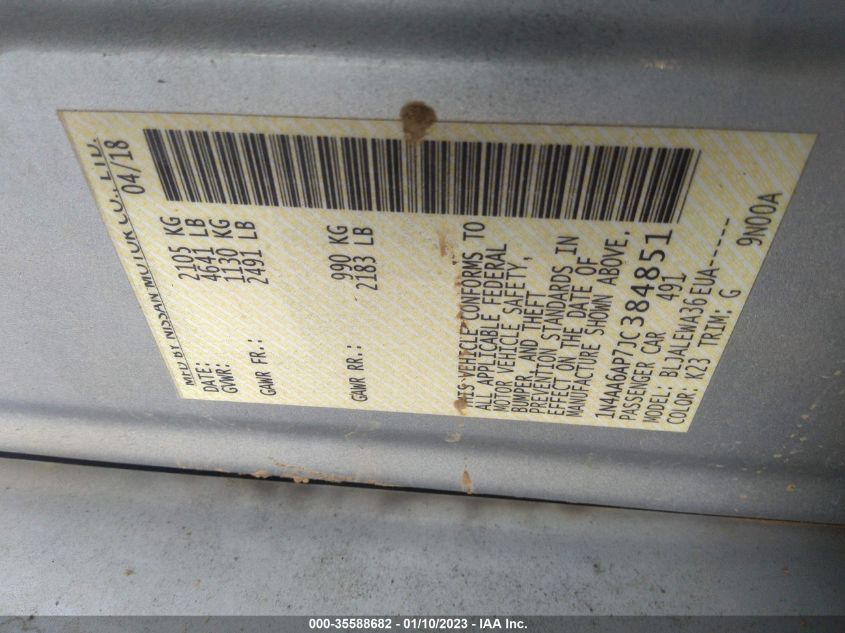 MFD BY NISSAN MOTOR CO., LTD.
DATE: 04/18
GVWR: 2105 KG
4641 LB
GAWR FR.: 1130 KG
2491 LB
GAWR RR.: 990 KG
2183 LB
THIS VEHICLE CONFORMS TO
ALL APPLICABLE FEDERAL
MOTOR VEHICLE SAFETY,
BUMPER, AND THEFT
PREVENTION STANDARDS IN
EFFECT ON THE DATE OF
MANUFACTURE SHOWN ABOVE.
1N4AA6AP7JC384851
PASSENGER CAR 491
MODEL: BLJALEWA36EUA-----
COLOR: K23 TRIM: G 9N00A
000-35588682 - 01/10/2023 - IAA Inc.